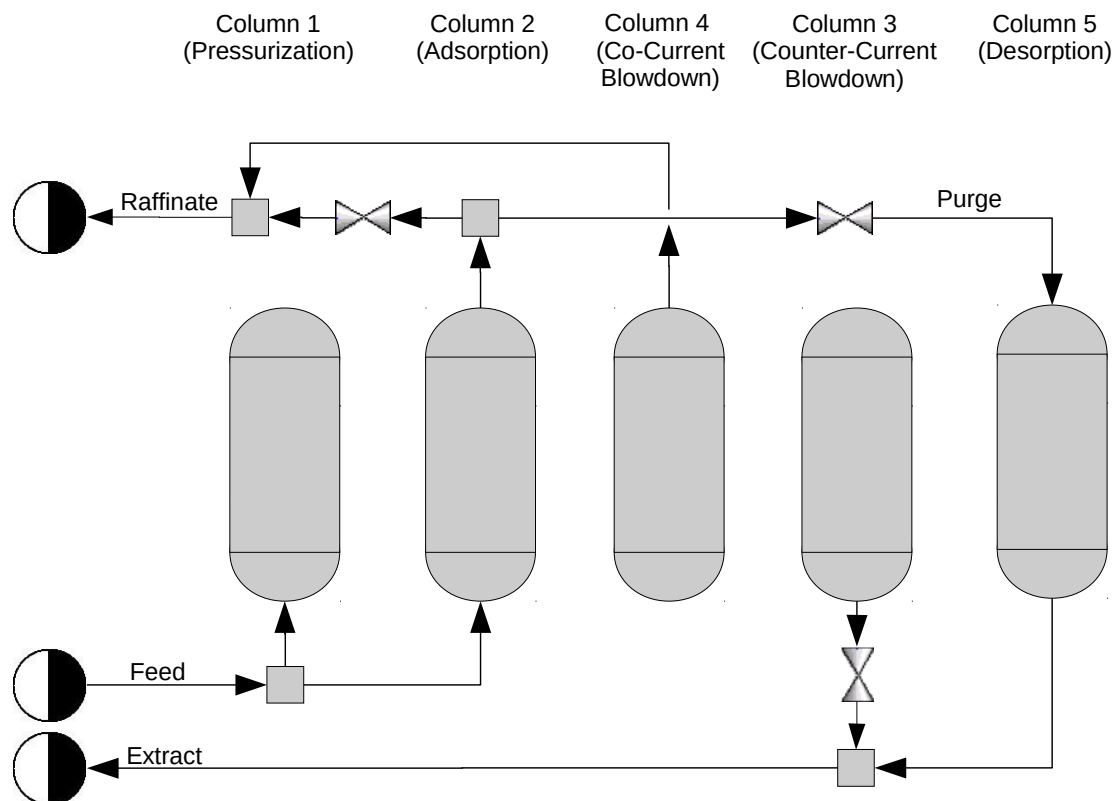 Column 1
(Pressurization)
Column 2
(Adsorption)
Column 4
(Co-Current
Blowdown)
Column 3
(Counter-Current
Blowdown)
Column 5
(Desorption)
Raffinate
Purge
Feed
Extract